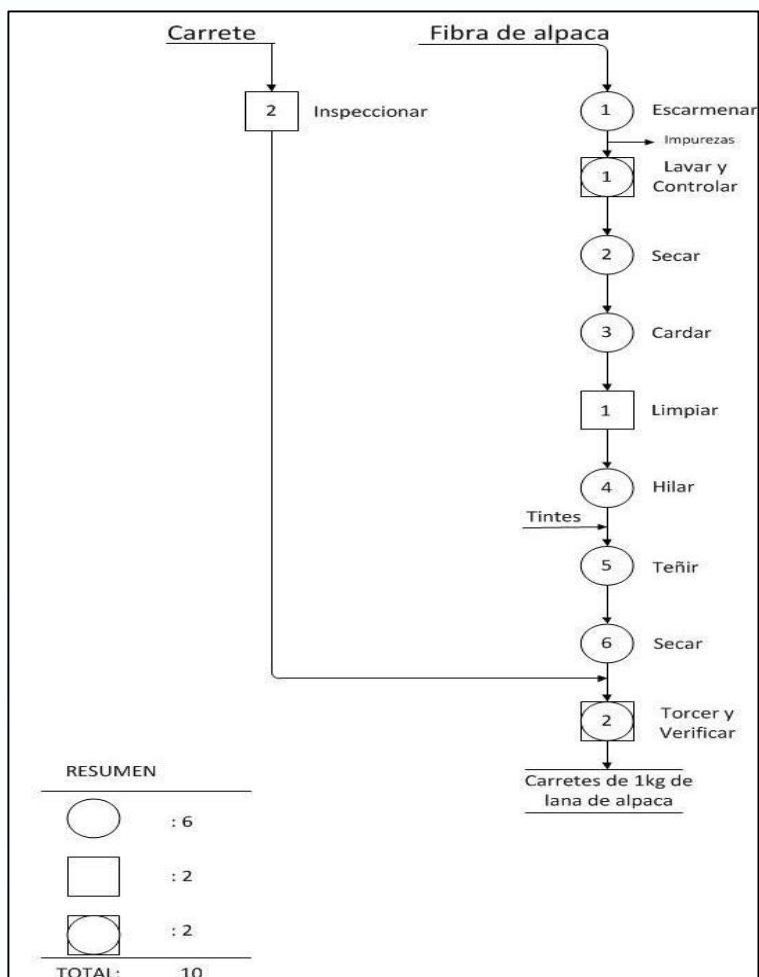 Carrete
Fibra de alpaca
2 Inspeccionar
1 Escarmenar
Impurezas
1 Lavar y
Controlar
2 Secar
3 Cardar
1 Limpiar
4 Hilar
Tintes
5 Teñir
6 Secar
2 Torcer y
Verificar
Carretes de 1kg de
lana de alpaca
RESUMEN
: 6
: 2
: 2
TOTAL: 10